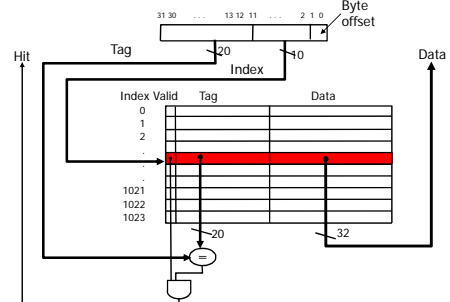 Byte
offset
31 30 . . . 13 12 11 . . . 2 1 0
Hit
Tag
20
10
Data
Index
Index Valid Tag Data
0
1
2
.
.
.
1021
1022
1023
20
32
=